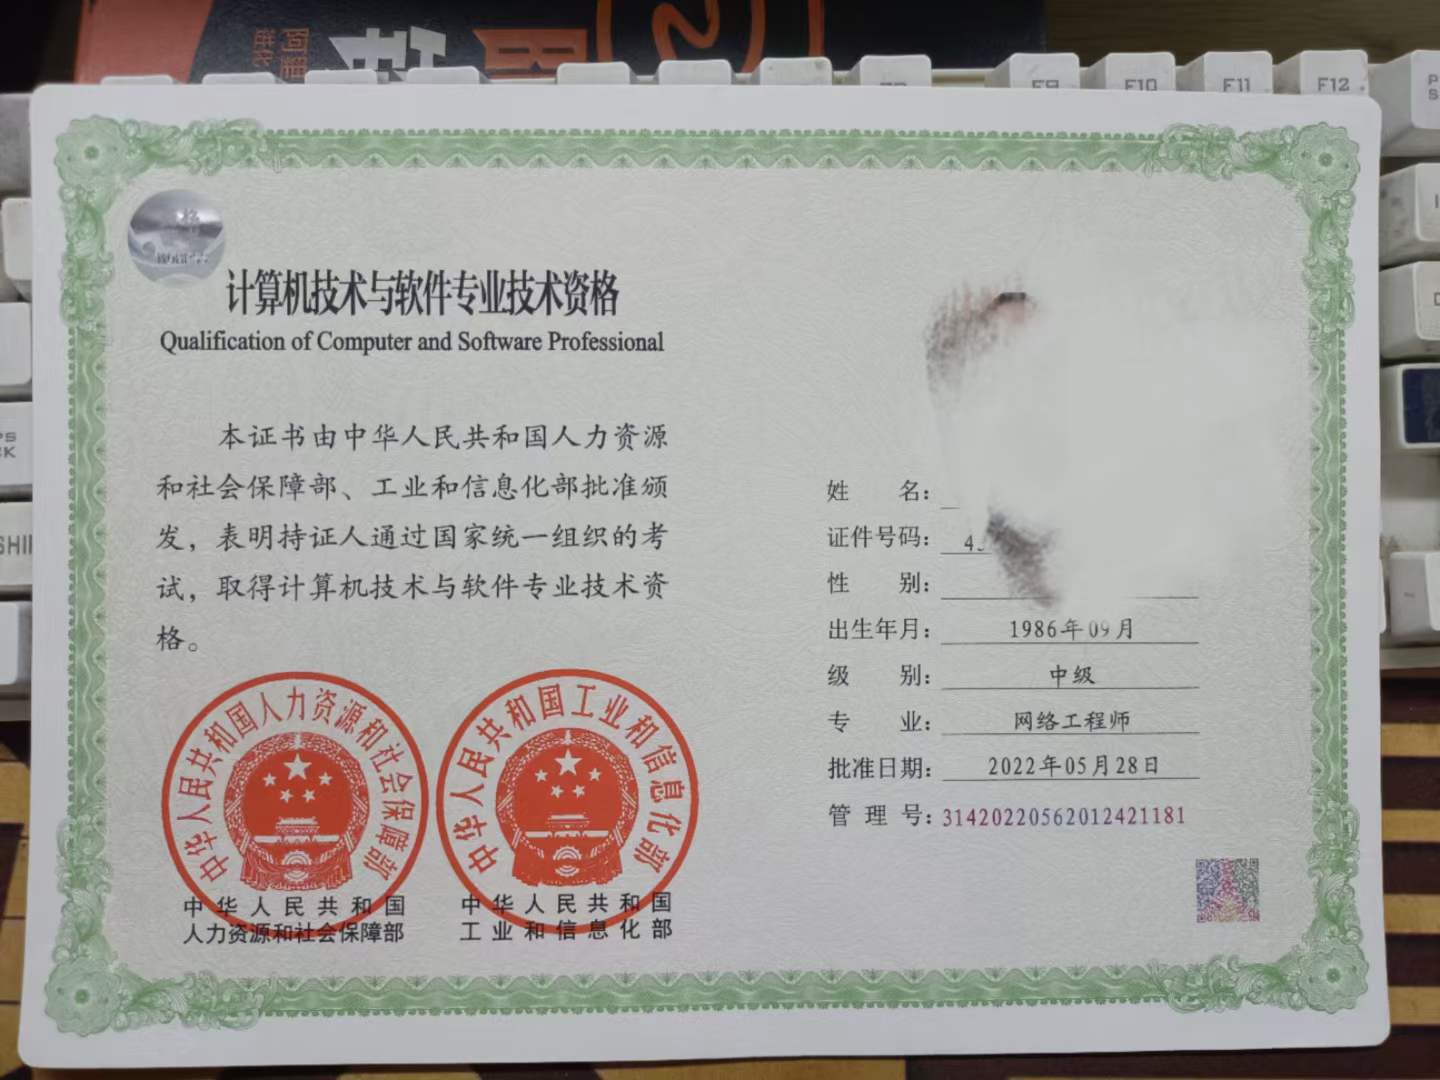 F9
F10
F11
F12
计算机技术与软件专业技术资格
Qualification of Computer and Software Professional
本证书由中华人民共和国人力资源
和社会保障部、工业和信息化部批准颁
发，表明持证人通过国家统一组织的考
试，取得计算机技术与软件专业技术资
格。
中华人民共和国人力资源和社会保障部
中华人民共和国
人力资源和社会保障部
中华人民共和国工业和信息化部
中华人民共和国
工业和信息化部
姓名：
证件号码：
性别：
出生年月：1986年09月
级别：中级
专业：网络工程师
批准日期：2022年05月28日
管理号：31420220562012421181